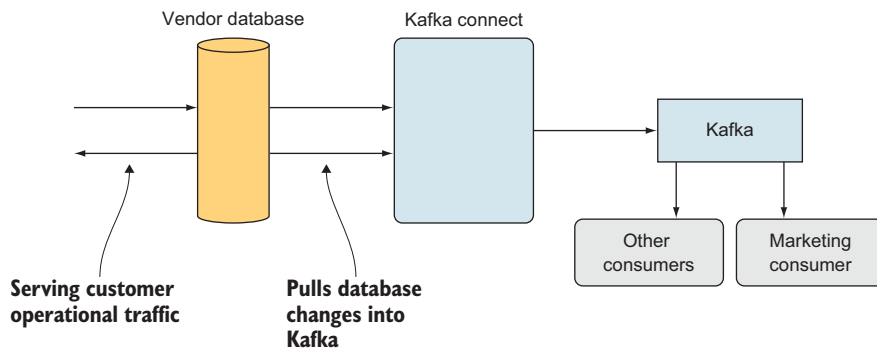 Vendor database
Kafka connect
Kafka
Other
consumers
Marketing
consumer
Serving customer
operational traffic
Pulls database
changes into
Kafka